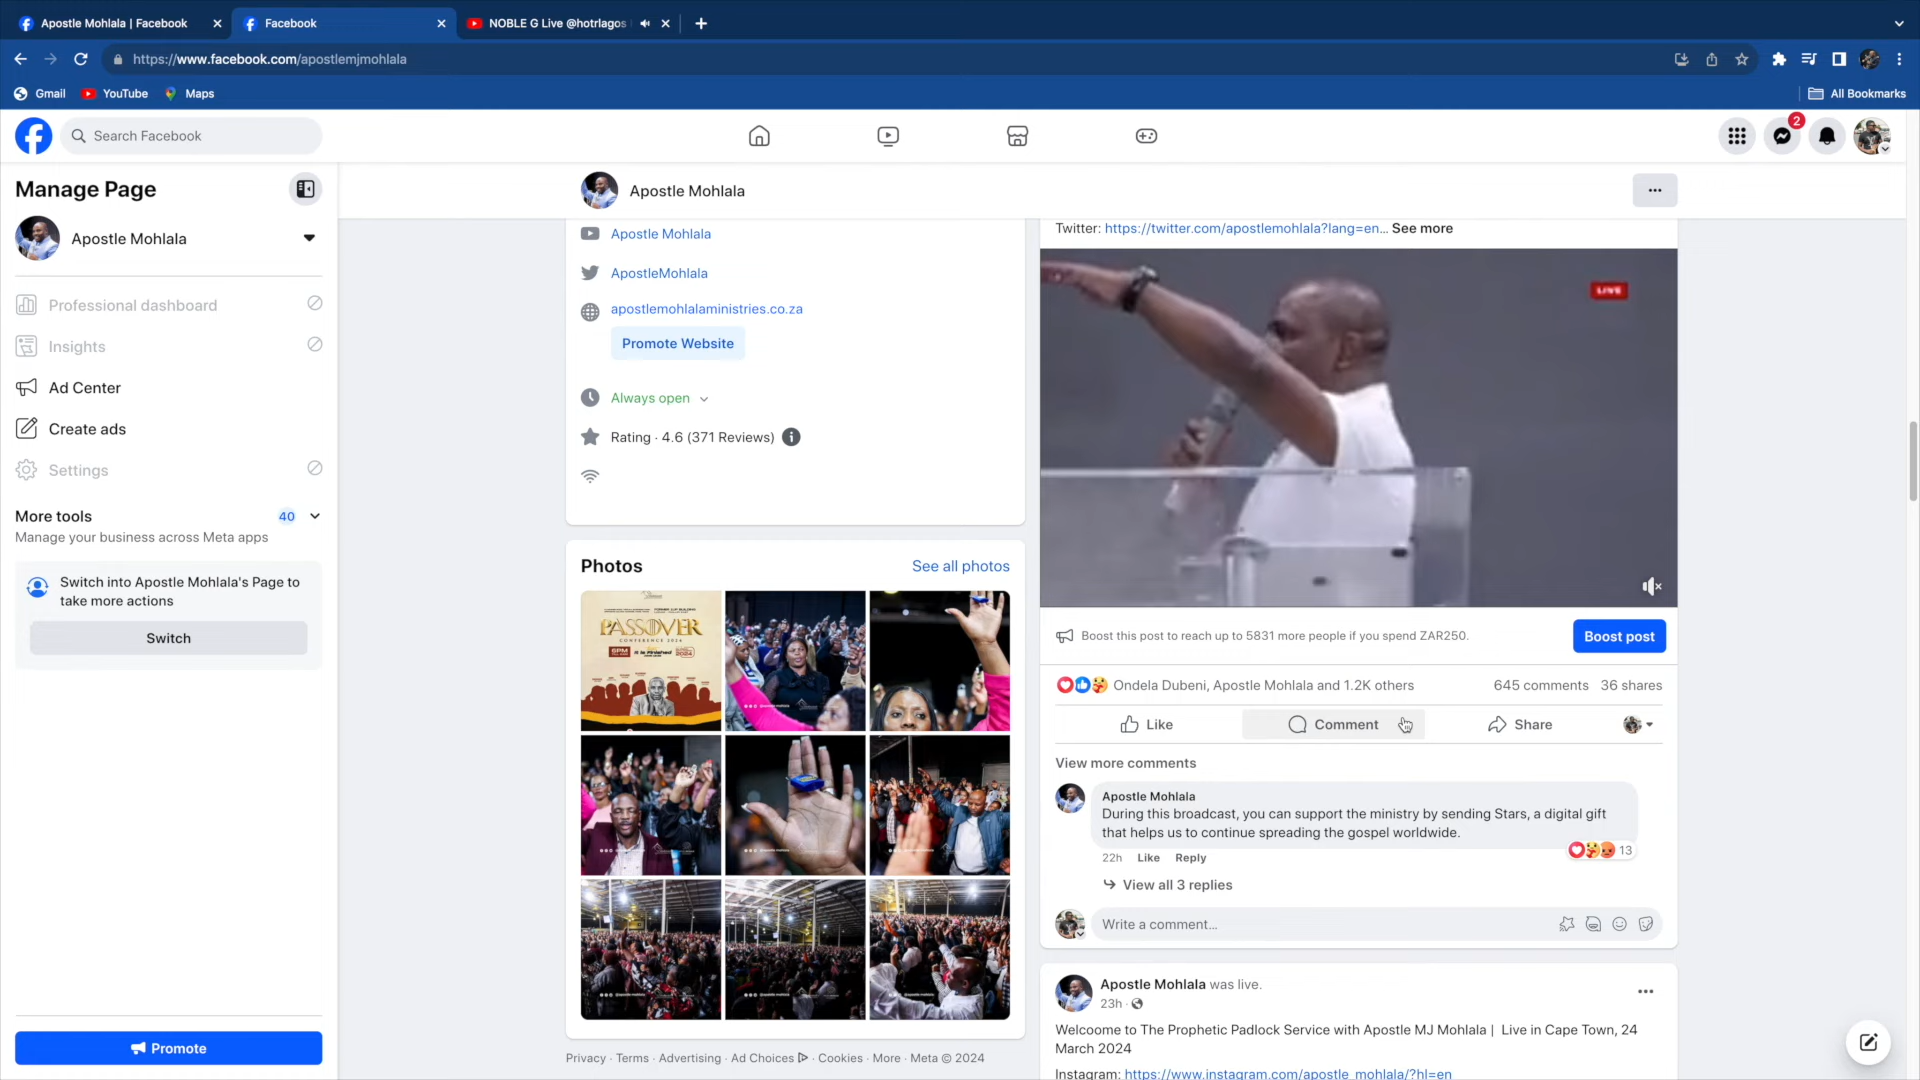 Apostle Mohlala | Facebook
Facebook
NOBLE G Live @hotrlagos
https://www.facebook.com/apostlemjmohlala
Gmail
YouTube
Maps
All Bookmarks
Search Facebook
2
Manage Page
Apostle Mohlala
Professional dashboard
Insights
Ad Center
Create ads
Settings
More tools
40
Manage your business across Meta apps
Switch into Apostle Mohlala's Page to
take more actions
Switch
Promote
Apostle Mohlala
Apostle Mohlala
ApostleMohlala
apostlemohlalaministries.co.za
Promote Website
Always open
Rating · 4.6 (371 Reviews)
Photos
See all photos
PASSOVER
CONFERENCE 2024
6PM
It is Finished
2024
Privacy · Terms · Advertising · Ad Choices · Cookies · More · Meta © 2024
Twitter: https://twitter.com/apostlemohlala?lang=en... See more
LIVE
Boost this post to reach up to 5831 more people if you spend ZAR250.
Boost post
Ondela Dubeni, Apostle Mohlala and 1.2K others
645 comments
36 shares
Like
Comment
Share
View more comments
Apostle Mohlala
During this broadcast, you can support the ministry by sending Stars, a digital gift
that helps us to continue spreading the gospel worldwide.
13
22h Like Reply
View all 3 replies
Write a comment...
Apostle Mohlala was live.
23h ·
Welcoome to The Prophetic Padlock Service with Apostle MJ Mohlala | Live in Cape Town, 24
March 2024
Instagram: https://www.instagram.com/apostle_mohlala/?hl=en